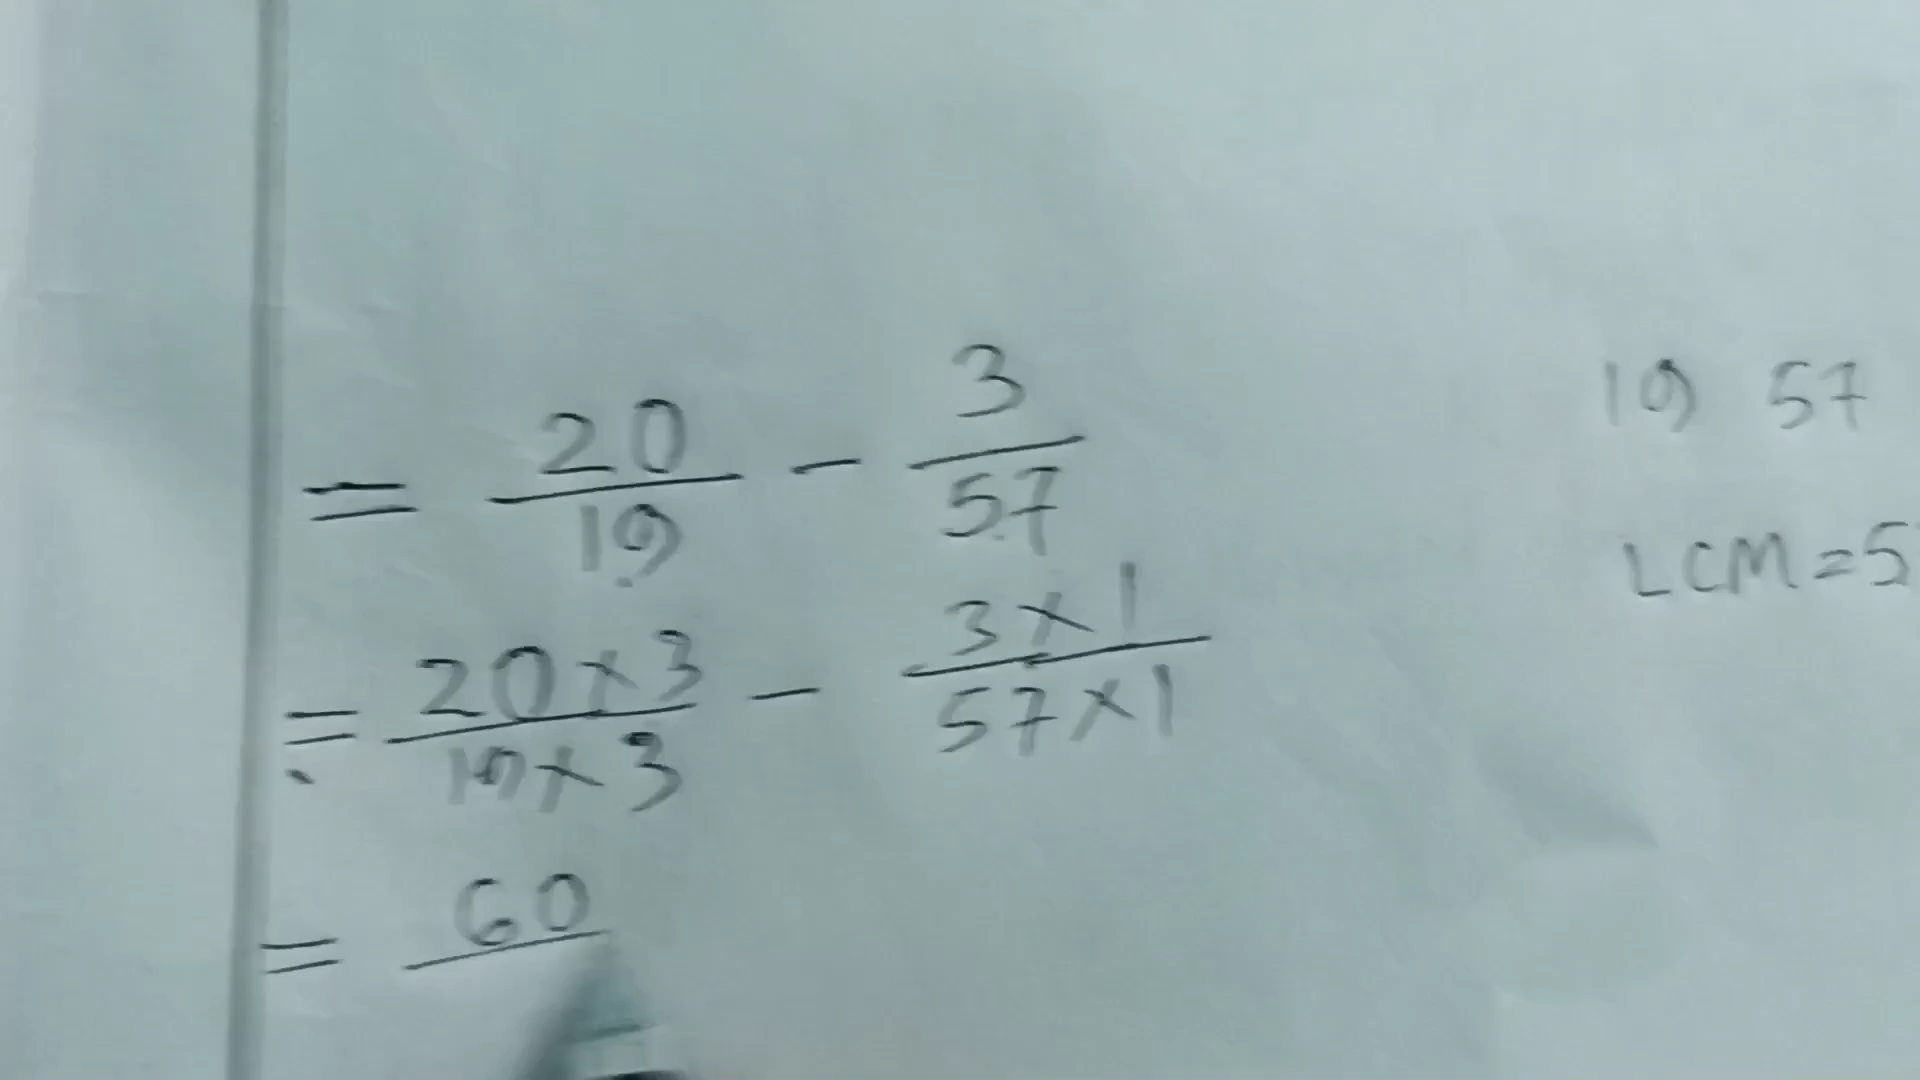 = 20/19 - 3/57
= 20×3/19×3 - 3×1/57×1
= 60
19 57
LCM = 5